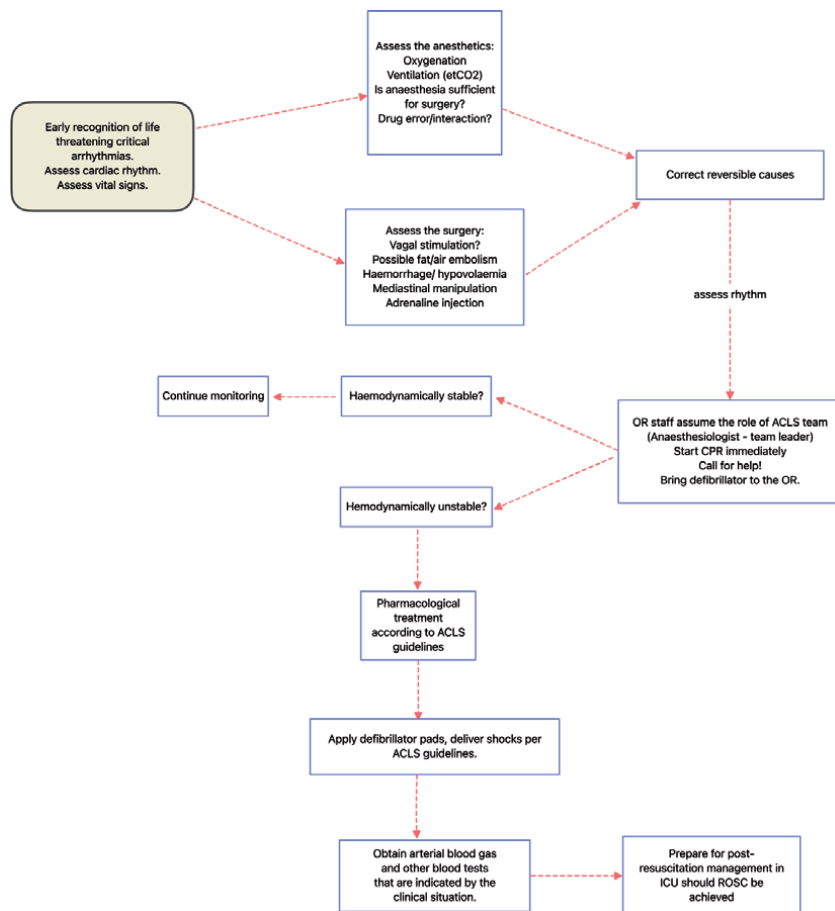 Early recognition of life
threatening critical
arrhythmias.
Assess cardiac rhythm.
Assess vital signs.
Assess the anesthetics:
Oxygenation
Ventilation (etCO2)
Is anaesthesia sufficient
for surgery?
Drug error/interaction?
Assess the surgery:
Vagal stimulation?
Possible fat/air embolism
Haemorrhage/ hypovolaemia
Mediastinal manipulation
Adrenaline injection
Correct reversible causes
assess rhythm
OR staff assume the role of ACLS team
(Anaesthesiologist - team leader)
Start CPR immediately
Call for help!
Bring defibrillator to the OR.
Haemodynamically stable?
Continue monitoring
Hemodynamically unstable?
Pharmacological
treatment
according to ACLS
guidelines
Apply defibrillator pads, deliver shocks per
ACLS guidelines.
Obtain arterial blood gas
and other blood tests
that are indicated by the
clinical situation.
Prepare for post-
resuscitation management in
ICU should ROSC be
achieved